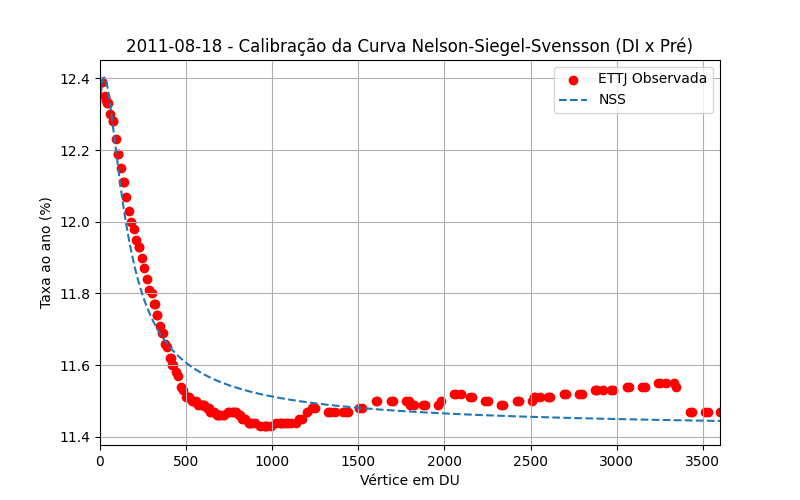 2011-08-18 - Calibração da Curva Nelson-Siegel-Svensson (DI x Pré)
ETTJ Observada
NSS
Taxa ao ano (%)
12.4
12.2
12.0
11.8
11.6
11.4
0 500 1000 1500 2000 2500 3000 3500
Vértice em DU